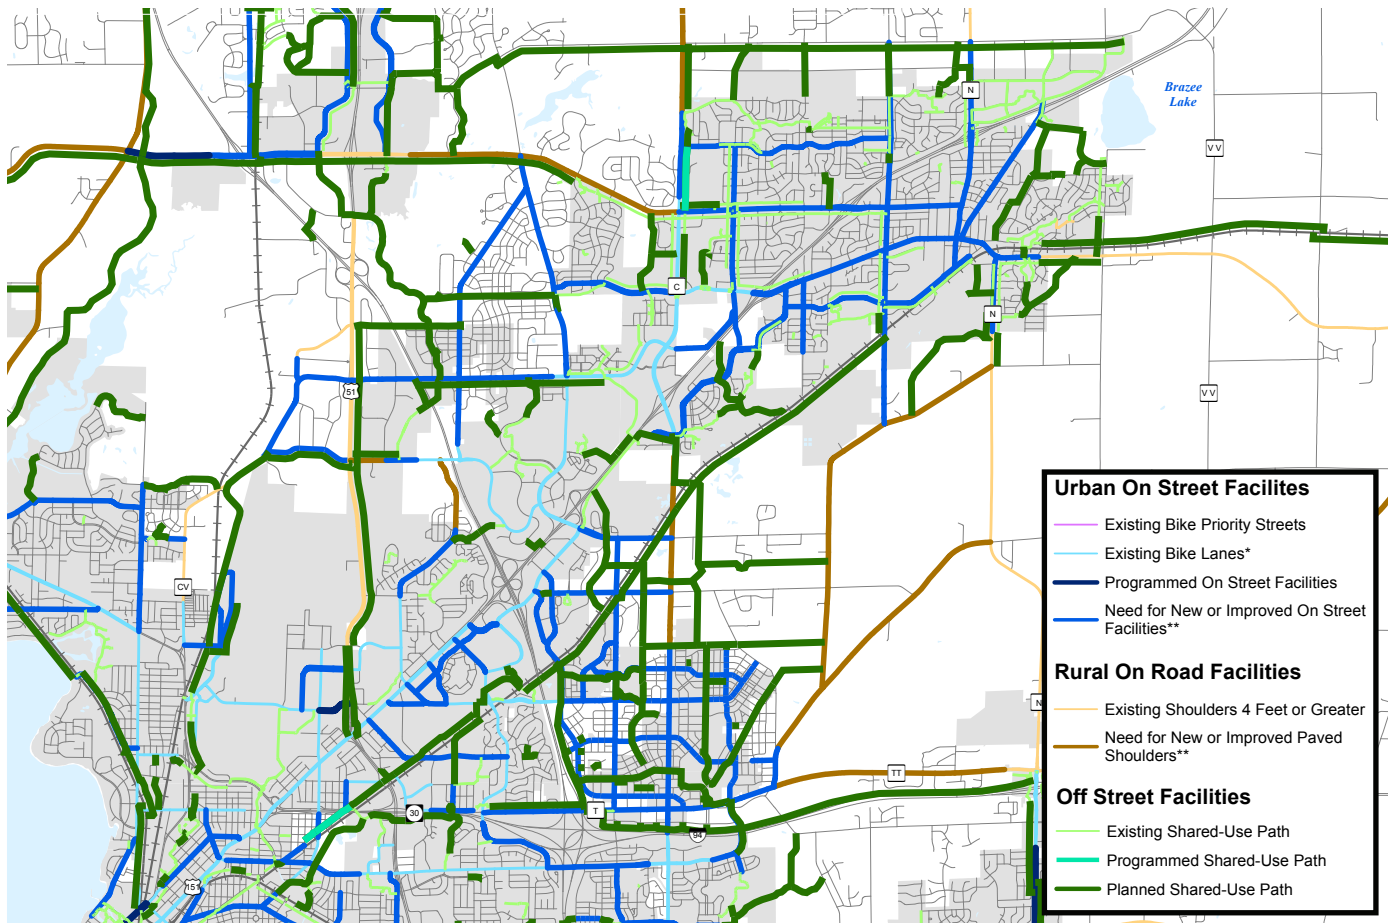 N
Brazee
Lake
V V
C
N
51
V V
CV
N
TT
30
T
94
151
Urban On Street Facilites
Existing Bike Priority Streets
Existing Bike Lanes*
Programmed On Street Facilities
Need for New or Improved On Street
Facilities**
Rural On Road Facilities
Existing Shoulders 4 Feet or Greater
Need for New or Improved Paved
Shoulders**
Off Street Facilities
Existing Shared-Use Path
Programmed Shared-Use Path
Planned Shared-Use Path